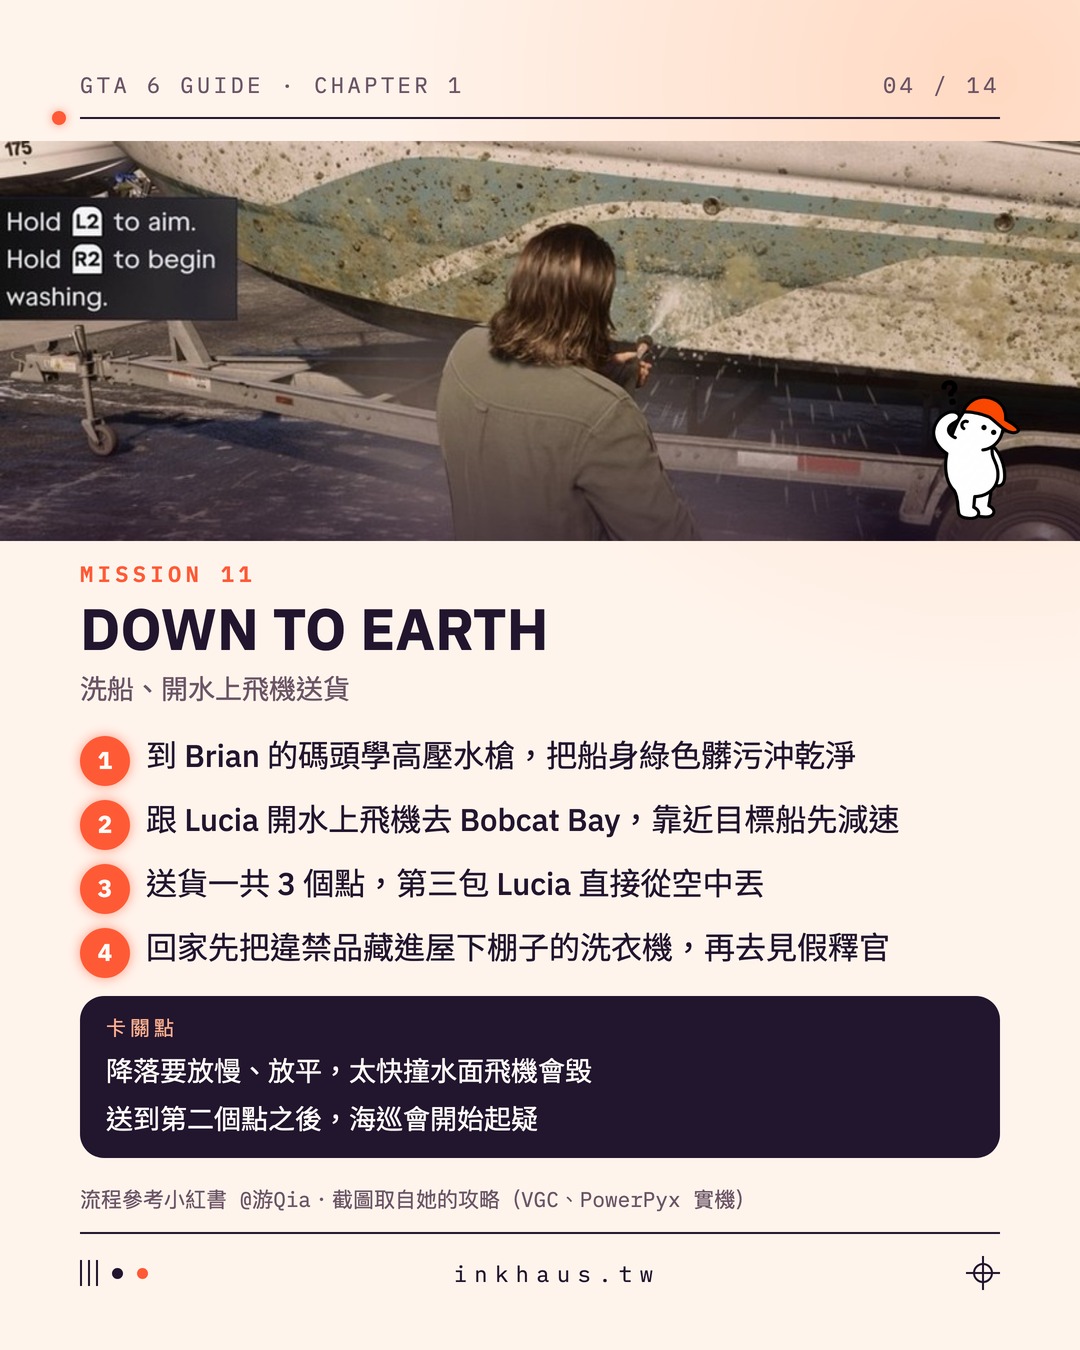 GTA 6 GUIDE · CHAPTER 1
04 / 14
175
Hold L2 to aim.
Hold R2 to begin
washing.
?
MISSION 11
DOWN TO EARTH
洗船、開水上飛機送貨
1 到 Brian 的碼頭學高壓水槍，把船身綠色髒污沖乾淨
2 跟 Lucia 開水上飛機去 Bobcat Bay，靠近目標船先減速
3 送貨一共 3 個點，第三包 Lucia 直接從空中丟
4 回家先把違禁品藏進屋下棚子的洗衣機，再去見假釋官
卡關點
降落要放慢、放平，太快撞水面飛機會毀
送到第二個點之後，海巡會開始起疑
流程參考小紅書 @游Qia · 截圖取自她的攻略（VGC、PowerPyx 實機）
inkhaus.tw